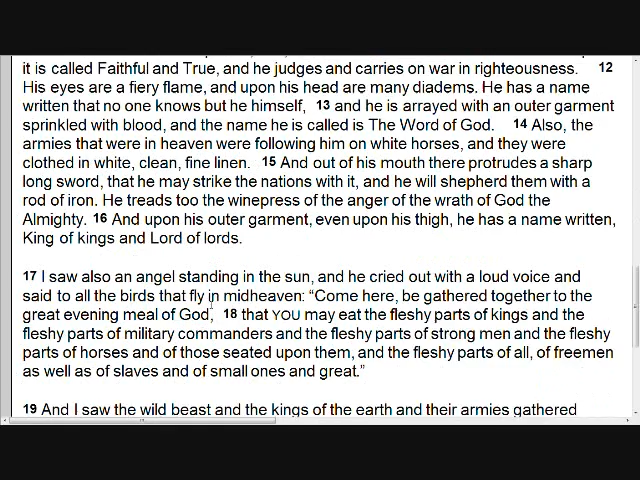 it is called Faithful and True, and he judges and carries on war in righteousness. 12
His eyes are a fiery flame, and upon his head are many diadems. He has a name
written that no one knows but he himself, 13 and he is arrayed with an outer garment
sprinkled with blood, and the name he is called is The Word of God. 14 Also, the
armies that were in heaven were following him on white horses, and they were
clothed in white, clean, fine linen. 15 And out of his mouth there protrudes a sharp
long sword, that he may strike the nations with it, and he will shepherd them with a
rod of iron. He treads too the winepress of the anger of the wrath of God the
Almighty. 16 And upon his outer garment, even upon his thigh, he has a name written,
King of kings and Lord of lords.
17 I saw also an angel standing in the sun, and he cried out with a loud voice and
said to all the birds that fly in midheaven: “Come here, be gathered together to the
great evening meal of God, 18 that YOU may eat the fleshy parts of kings and the
fleshy parts of military commanders and the fleshy parts of strong men and the fleshy
parts of horses and of those seated upon them, and the fleshy parts of all, of freemen
as well as of slaves and of small ones and great.”
19 And I saw the wild beast and the kings of the earth and their armies gathered